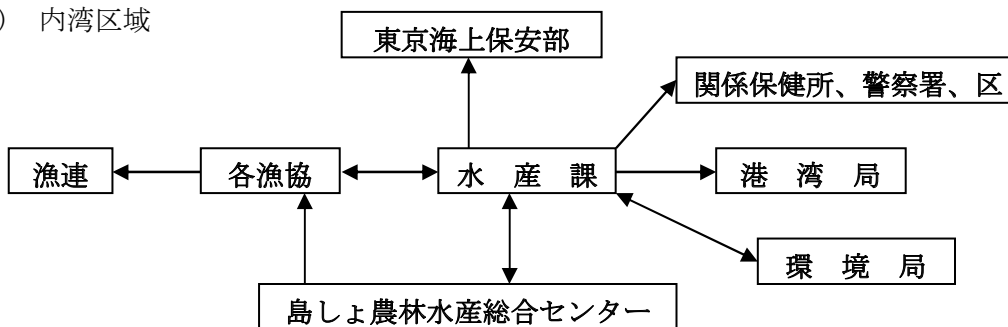 ） 内湾区域
東京海上保安部
関係保健所、警察署、区
漁連
各漁協
水 産 課
港 湾 局
環 境 局
島しょ農林水産総合センター